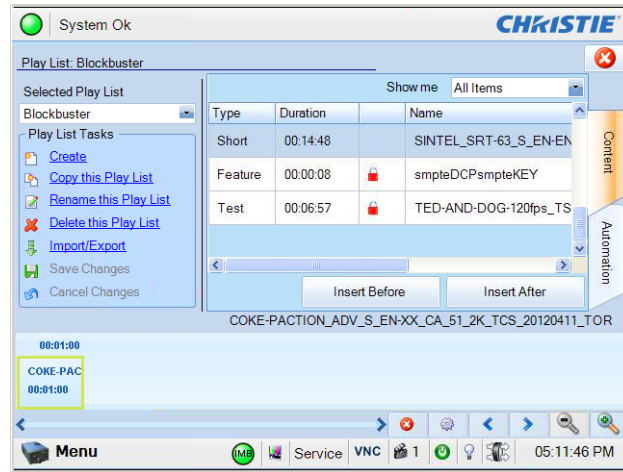 System Ok
CHRISTIE
Play List: Blockbuster
Selected Play List
Blockbuster
Play List Tasks
Create
Copy this Play List
Rename this Play List
Delete this Play List
Import/Export
Save Changes
Cancel Changes
Show me All Items
Type Duration Name
Short 00:14:48 SINTEL_SRT-63_S_EN-EN
Feature 00:00:08 smpteDCPsmpteKEY
Test 00:06:57 TED-AND-DOG-120fps_TS
Insert Before Insert After
Content
Automation
COKE-PACTION_ADV_S_EN-XX_CA_51_2K_TCS_20120411_TOR
00:01:00
COKE-PAC
00:01:00
Menu IMB Service VNC 1 05:11:46 PM